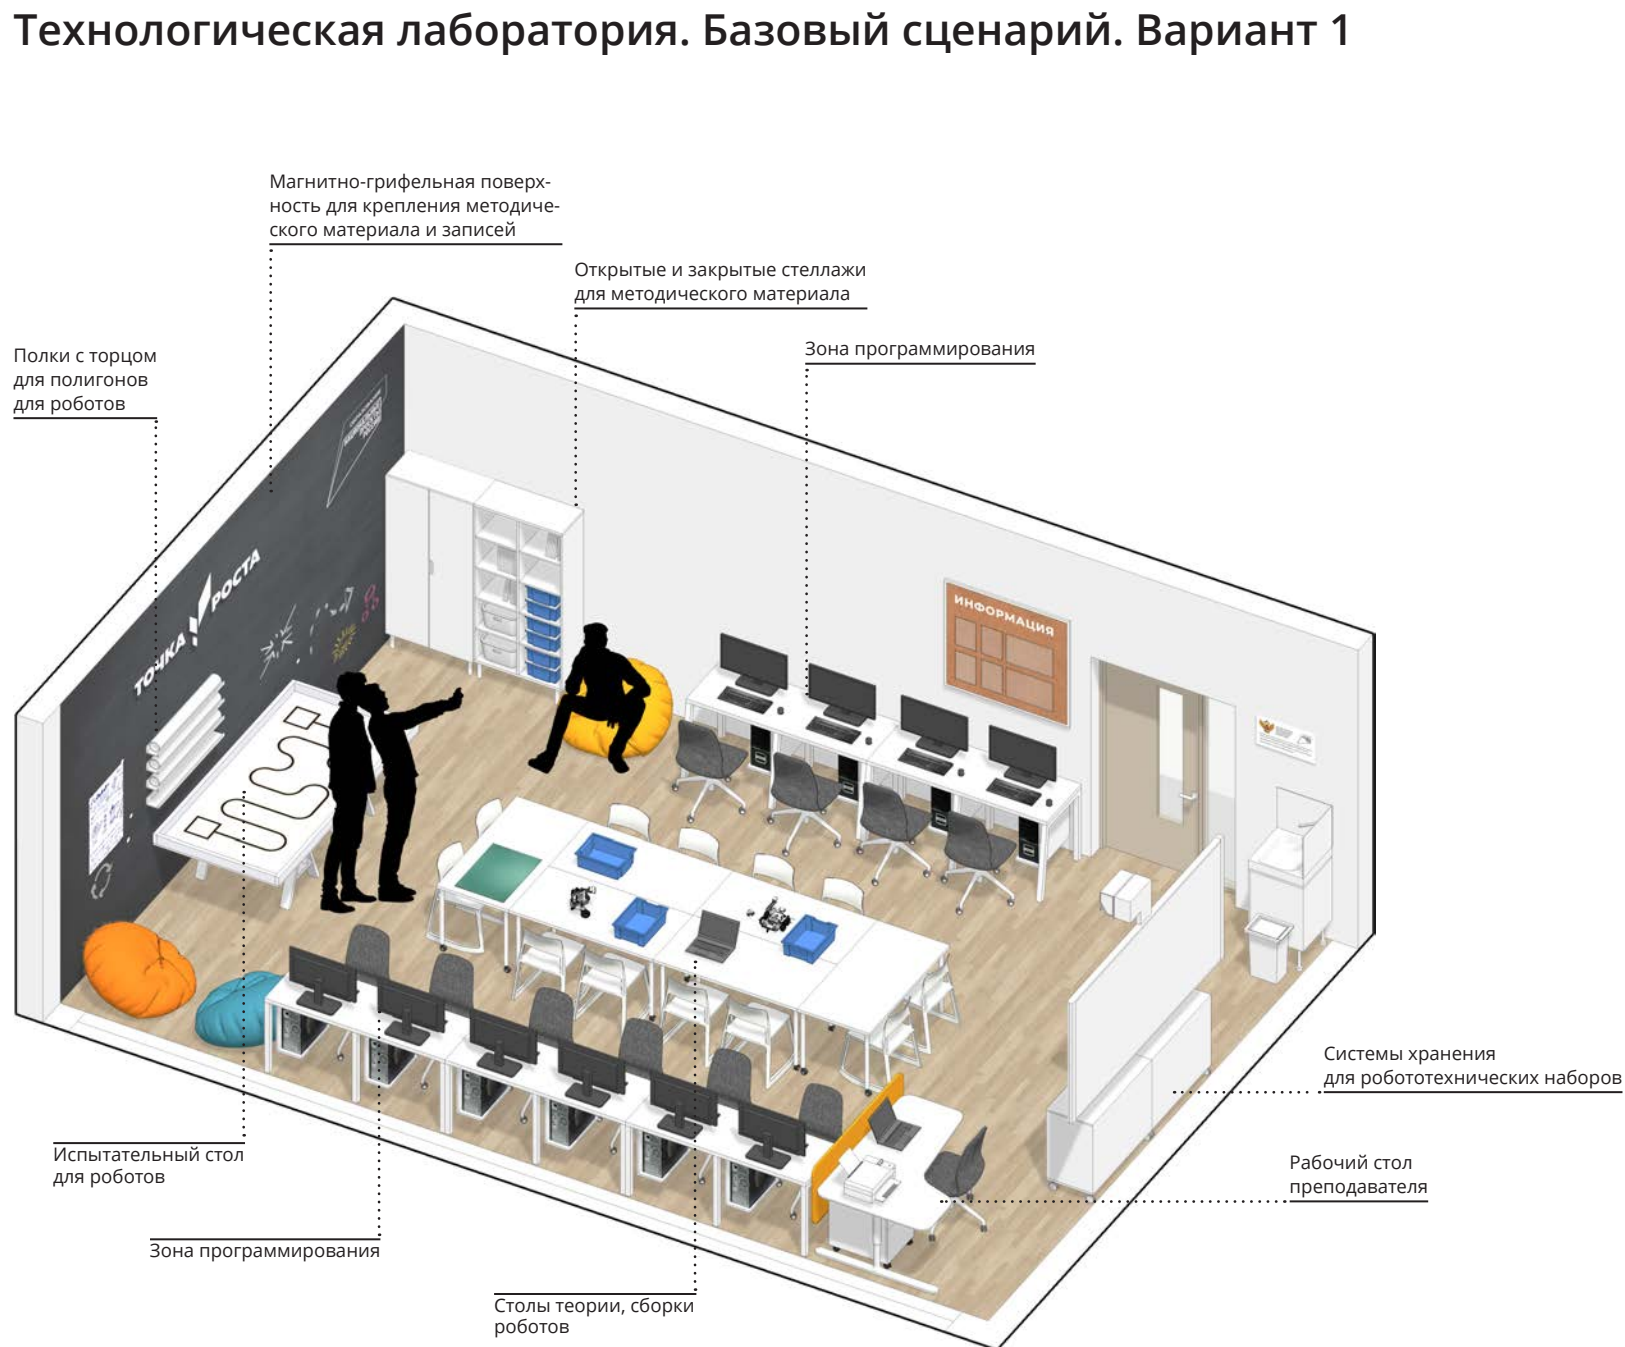 Технологическая лаборатория. Базовый сценарий. Вариант 1
Магнитно-грифельная поверх-
ность для крепления методиче-
ского материала и записей
Открытые и закрытые стеллажи
для методического материала
Зона программирования
Полки с торцом
для полигонов
для роботов
ТОЧКА РОСТА
ИНФОРМАЦИЯ
Системы хранения
для робототехнических наборов
Рабочий стол
преподавателя
Испытательный стол
для роботов
Зона программирования
Столы теории, сборки
роботов